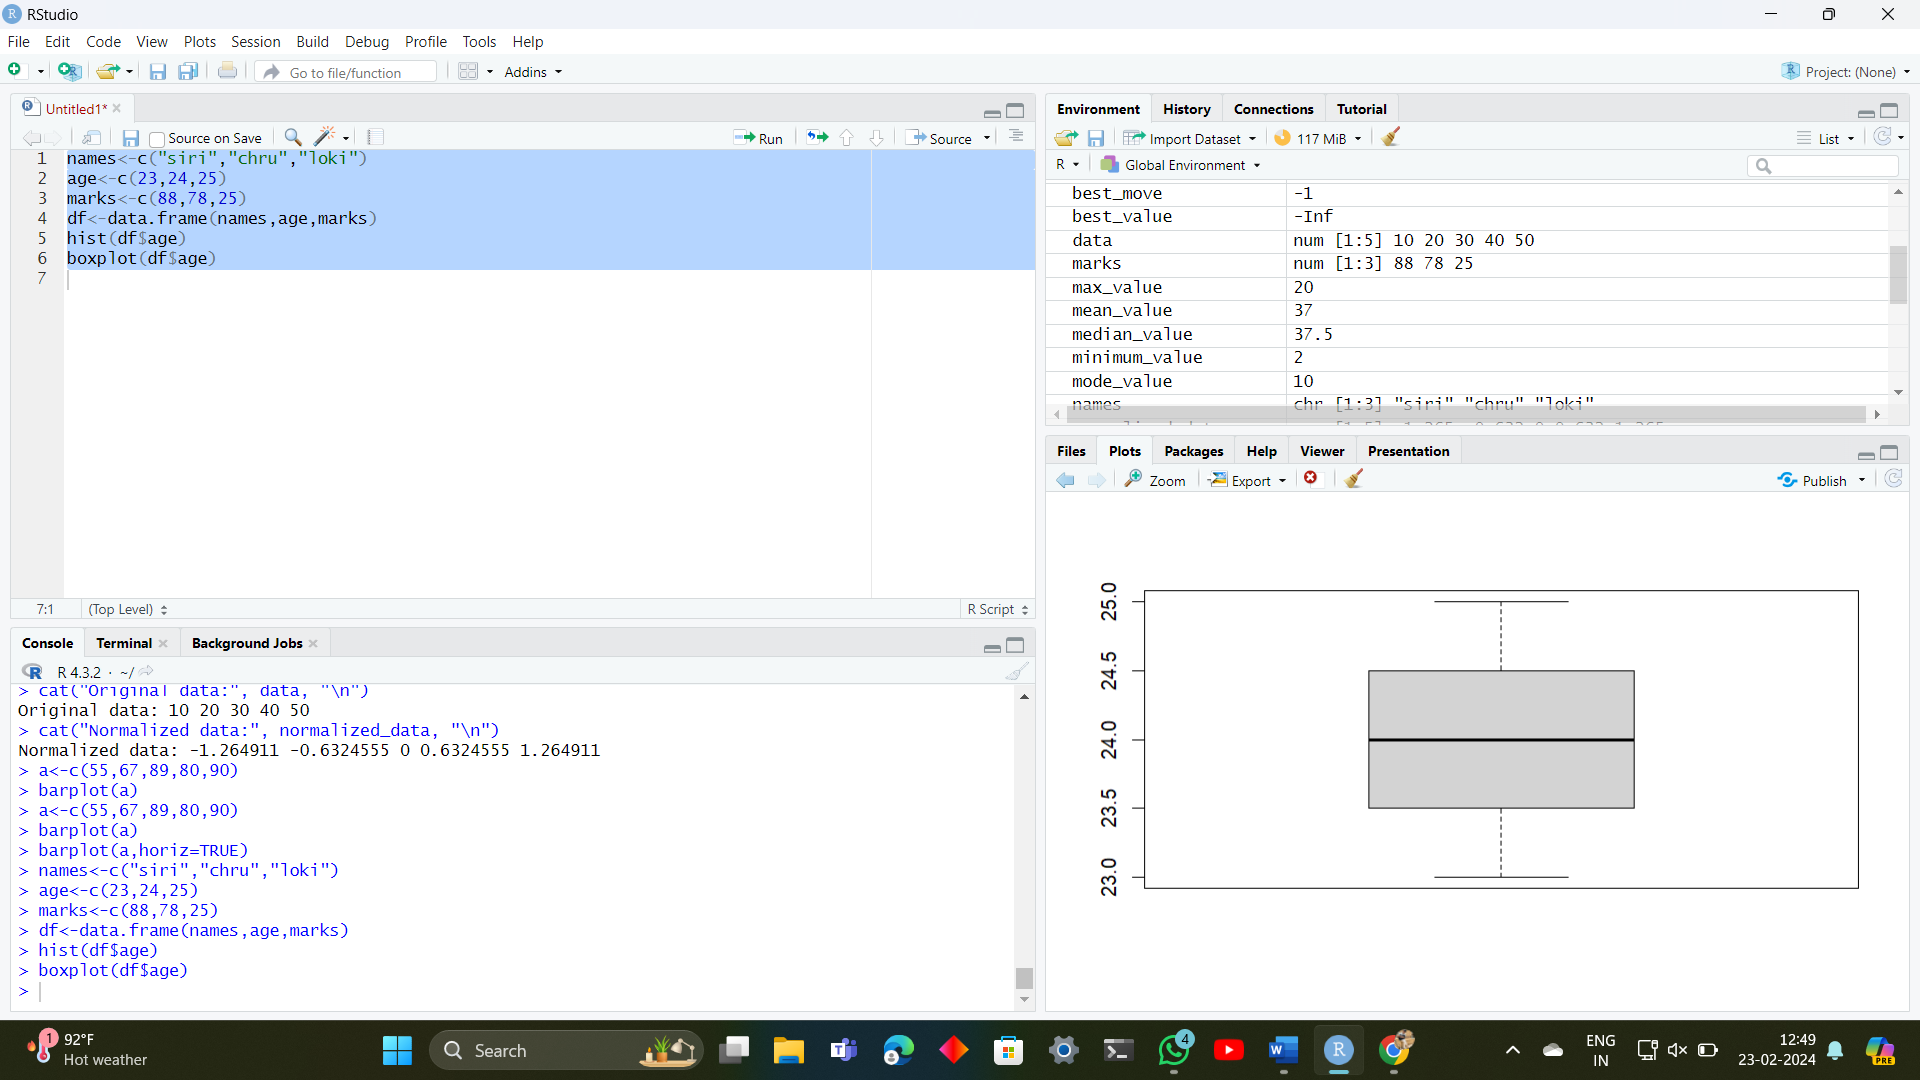 RStudio
File Edit Code View Plots Session Build Debug Profile Tools Help
Go to file/function Addins Project: (None)
Untitled1*
Source on Save Run Source
1 names<-c("siri","chru","loki")
2 age<-c(23,24,25)
3 marks<-c(88,78,25)
4 df<-data.frame(names,age,marks)
5 hist(df$age)
6 boxplot(df$age)
7
7:1 (Top Level) R Script
Console Terminal Background Jobs
R 4.3.2 · ~/
> cat("Original data:", data, "\n")
Original data: 10 20 30 40 50
> cat("Normalized data:", normalized_data, "\n")
Normalized data: -1.264911 -0.6324555 0 0.6324555 1.264911
> a<-c(55,67,89,80,90)
> barplot(a)
> a<-c(55,67,89,80,90)
> barplot(a)
> barplot(a,horiz=TRUE)
> names<-c("siri","chru","loki")
> age<-c(23,24,25)
> marks<-c(88,78,25)
> df<-data.frame(names,age,marks)
> hist(df$age)
> boxplot(df$age)
>
Environment History Connections Tutorial
Import Dataset 117 MiB List
R Global Environment
best_move -1
best_value -Inf
data num [1:5] 10 20 30 40 50
marks num [1:3] 88 78 25
max_value 20
mean_value 37
median_value 37.5
minimum_value 2
mode_value 10
names chr [1:3] "siri" "chru" "loki"
Files Plots Packages Help Viewer Presentation
Zoom Export Publish
25.0
24.5
24.0
23.5
23.0
1 92°F
Hot weather
Search
4
ENG
IN
12:49
23-02-2024
PRE